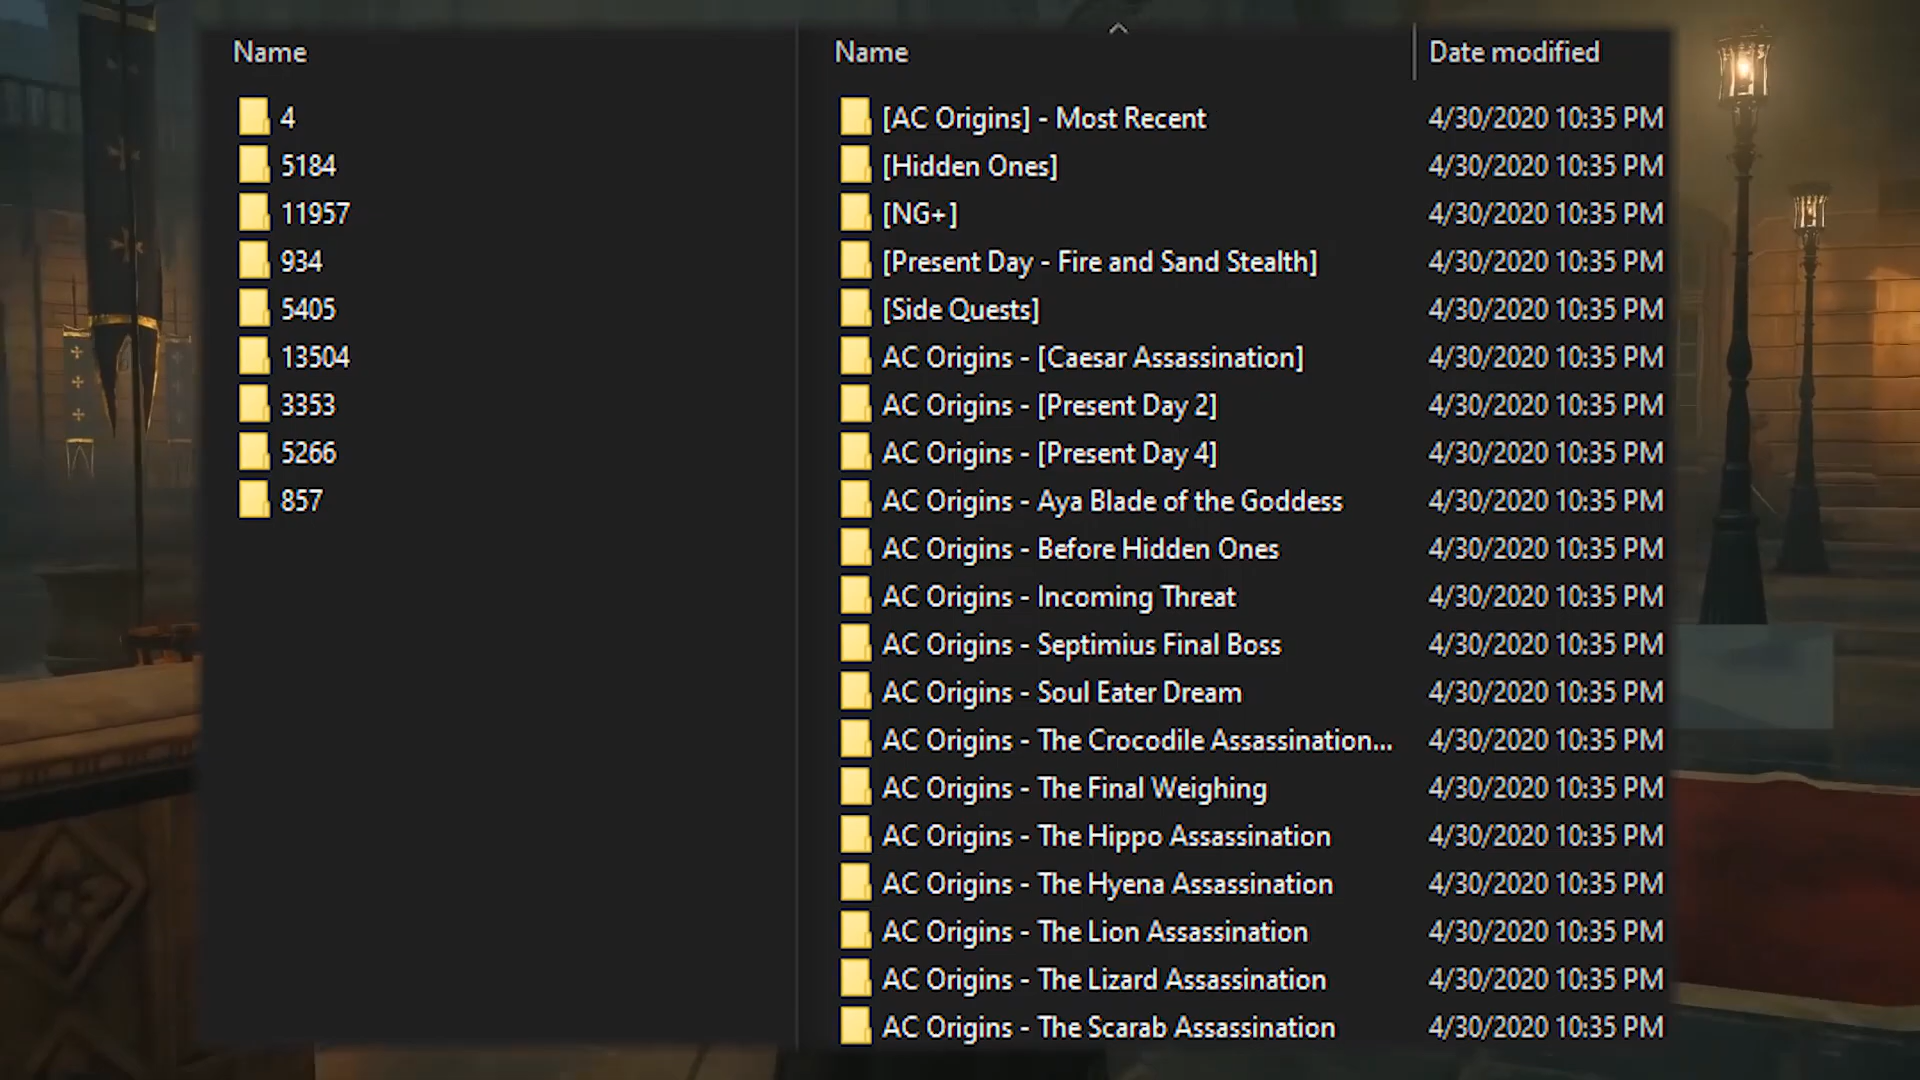 Name
4
5184
11957
934
5405
13504
3353
5266
857
Name Date modified
[AC Origins] - Most Recent 4/30/2020 10:35 PM
[Hidden Ones] 4/30/2020 10:35 PM
[NG+] 4/30/2020 10:35 PM
[Present Day - Fire and Sand Stealth] 4/30/2020 10:35 PM
[Side Quests] 4/30/2020 10:35 PM
AC Origins - [Caesar Assassination] 4/30/2020 10:35 PM
AC Origins - [Present Day 2] 4/30/2020 10:35 PM
AC Origins - [Present Day 4] 4/30/2020 10:35 PM
AC Origins - Aya Blade of the Goddess 4/30/2020 10:35 PM
AC Origins - Before Hidden Ones 4/30/2020 10:35 PM
AC Origins - Incoming Threat 4/30/2020 10:35 PM
AC Origins - Septimius Final Boss 4/30/2020 10:35 PM
AC Origins - Soul Eater Dream 4/30/2020 10:35 PM
AC Origins - The Crocodile Assassination... 4/30/2020 10:35 PM
AC Origins - The Final Weighing 4/30/2020 10:35 PM
AC Origins - The Hippo Assassination 4/30/2020 10:35 PM
AC Origins - The Hyena Assassination 4/30/2020 10:35 PM
AC Origins - The Lion Assassination 4/30/2020 10:35 PM
AC Origins - The Lizard Assassination 4/30/2020 10:35 PM
AC Origins - The Scarab Assassination 4/30/2020 10:35 PM